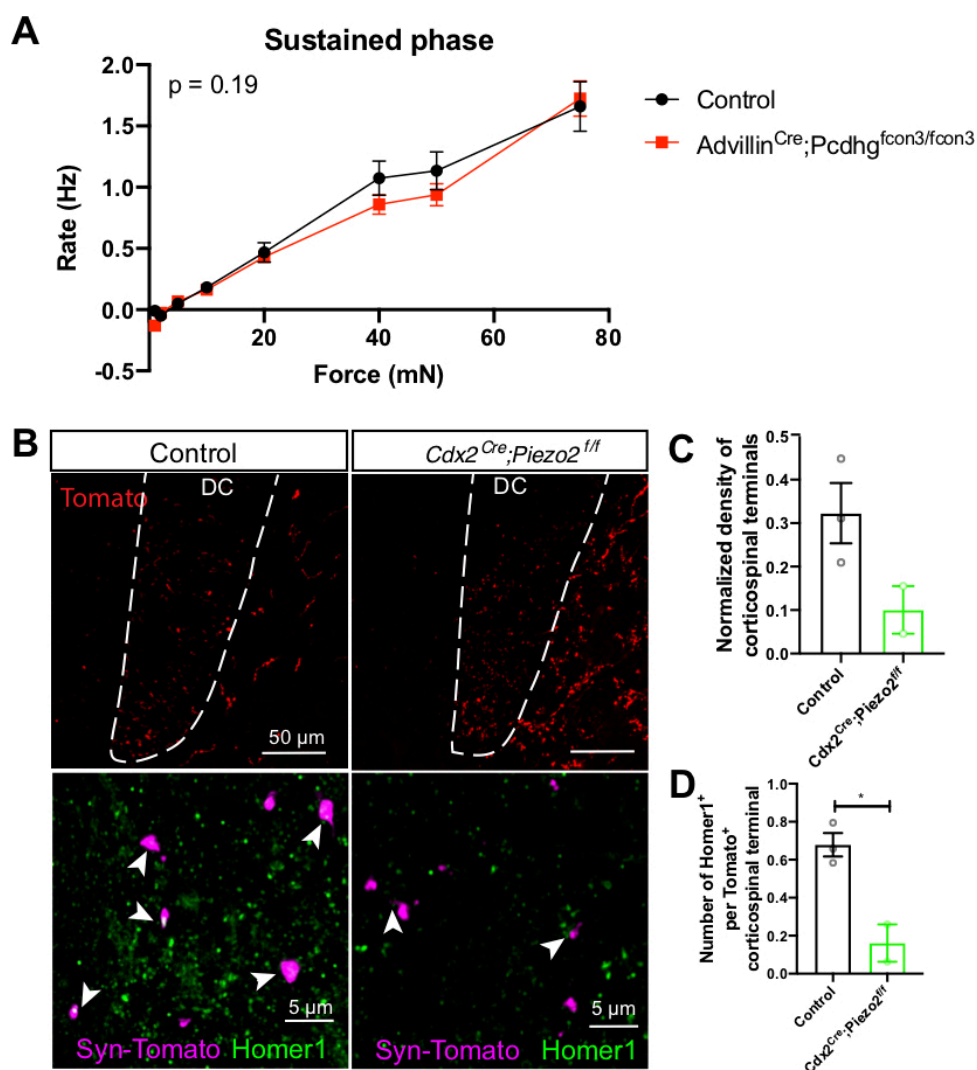 A
Sustained phase
p = 0.19
2.0
1.5
1.0
0.5
0.0
-0.5
Rate (Hz)
20
40
60
80
Force (mN)
Control
Advillin^Cre;Pcdhg^fcon3/fcon3
B
Control
Cdx2^Cre;Piezo2^f/f
Tomato
DC
DC
50 µm
5 µm
5 µm
Syn-Tomato Homer1
Syn-Tomato Homer1
C
Normalized density of
corticospinal terminals
0.5
0.4
0.3
0.2
0.1
0.0
Control
Cdx2^Cre;Piezo2^f/f
D
Number of Homer1⁺
per Tomato⁺
corticospinal terminal
1.0
0.8
0.6
0.4
0.2
0.0
*
Control
Cdx2^Cre;Piezo2^f/f